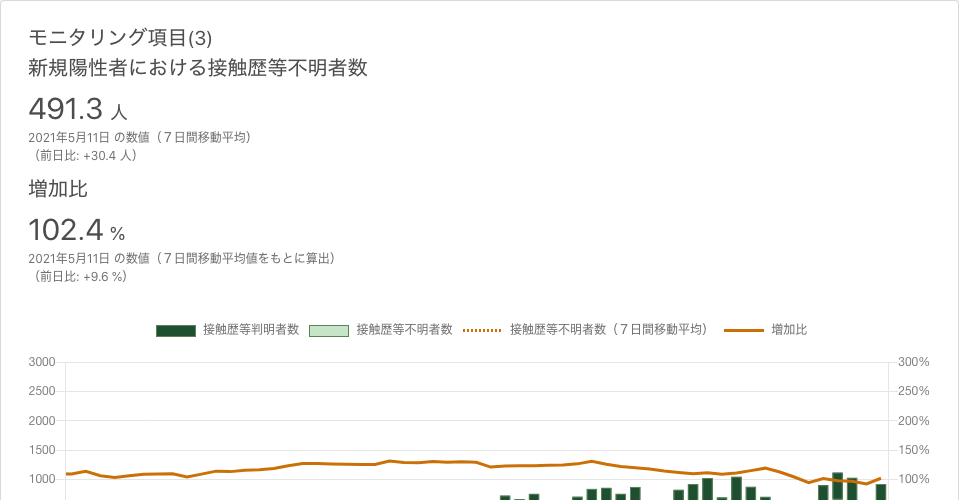 モニタリング項目(3)
新規陽性者における接触歴等不明者数
491.3 人
2021年5月11日 の数値（７日間移動平均）
（前日比: +30.4 人）
増加比
102.4 %
2021年5月11日 の数値（７日間移動平均値をもとに算出）
（前日比: +9.6 %）
接触歴等判明者数 接触歴等不明者数 接触歴等不明者数（７日間移動平均） 増加比
3000 300%
2500 250%
2000 200%
1500 150%
1000 100%